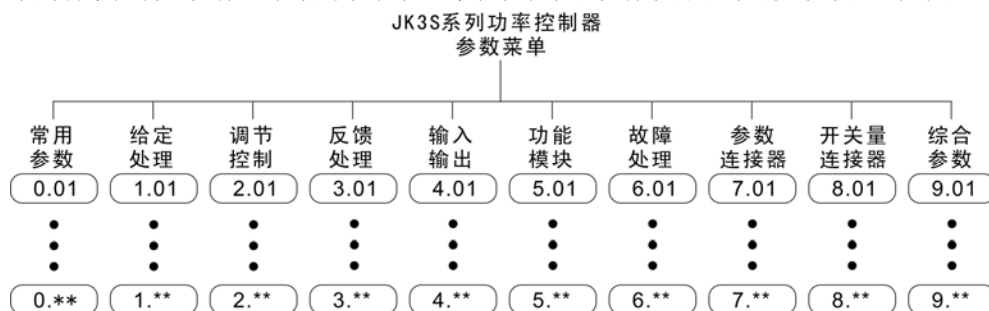 JK3S系列功率控制器
参数菜单
常用 给定 调节 反馈 输入 功能 故障 参数 开关量 综合
参数 处理 控制 处理 输出 模块 处理 连接器 连接器 参数
0.01 1.01 2.01 3.01 4.01 5.01 6.01 7.01 8.01 9.01
0.** 1.** 2.** 3.** 4.** 5.** 6.** 7.** 8.** 9.**